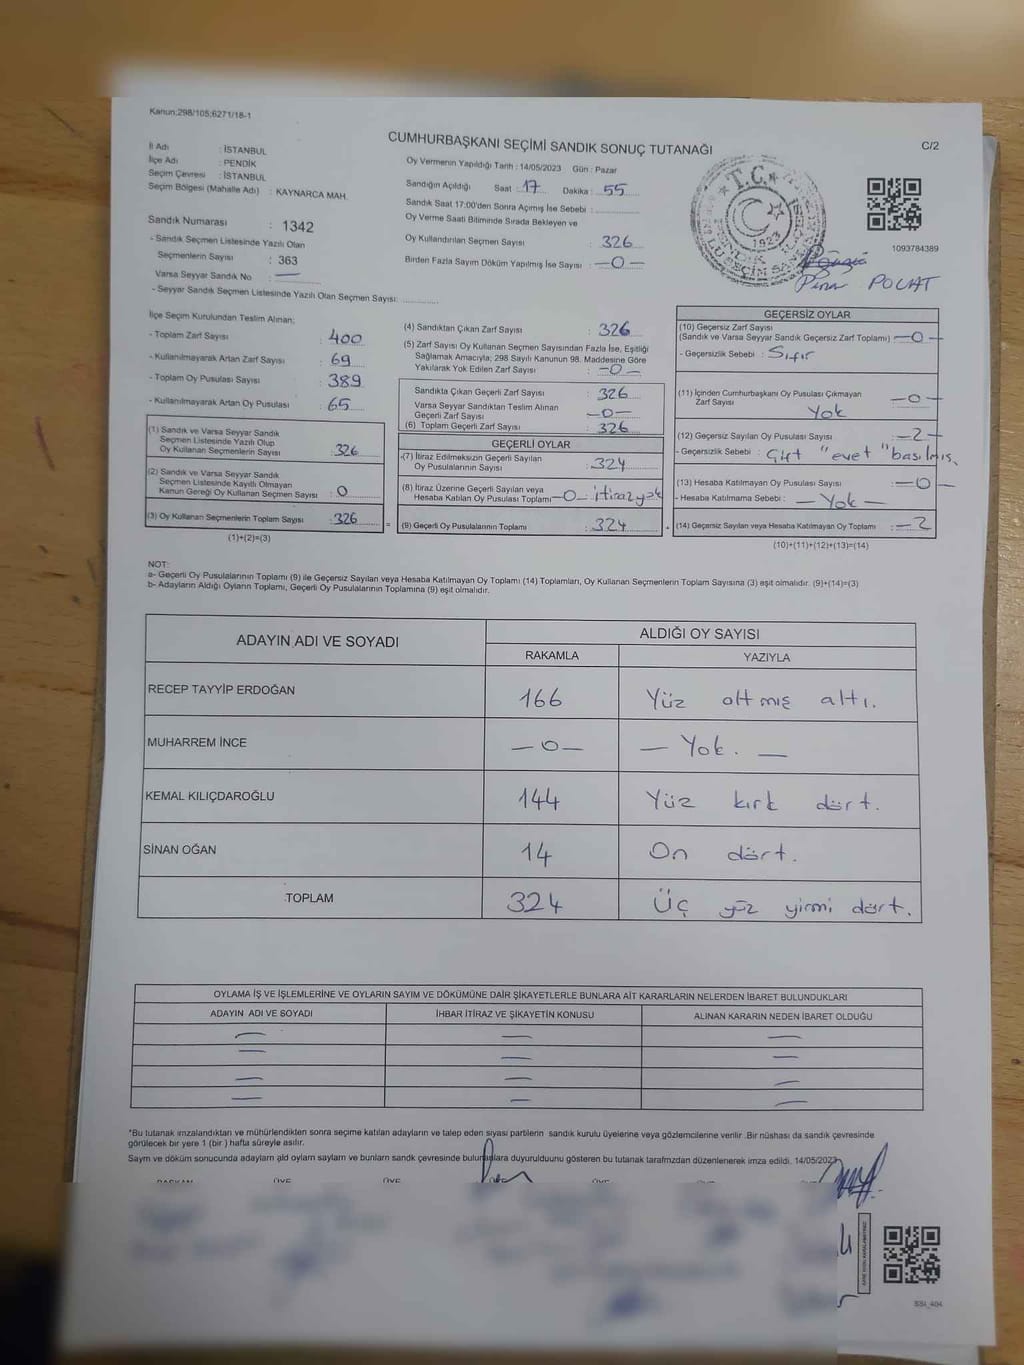 Kanun:298/105;6271/18-1
CUMHURBAŞKANI SEÇİMİ SANDIK SONUÇ TUTANAĞI
C/2
İl Adı : İSTANBUL
İlçe Adı : PENDİK
Seçim Çevresi : İSTANBUL
Seçim Bölgesi (Mahalle Adı) : KAYNARCA MAH.
Sandık Numarası : 1342
- Sandık Seçmen Listesinde Yazılı Olan
Seçmenlerin Sayısı : 363
Varsa Seyyar Sandık No : —
- Seyyar Sandık Seçmen Listesinde Yazılı Olan Seçmen Sayısı: ............
Oy Vermenin Yapıldığı Tarih : 14/05/2023 Gün : Pazar
Sandığın Açıldığı Saat : 17 Dakika : 55
Sandık Saat 17:00'den Sonra Açımış İse Sebebi :
Oy Verme Saati Bitiminde Sırada Bekleyen ve
Oy Kullandırılan Seçmen Sayısı : 326
Birden Fazla Sayım Döküm Yapılmış İse Sayısı : —0—
T.C.
1923
1093784389
Pınar POLAT
İlçe Seçim Kurulundan Teslim Alınan;
- Toplam Zarf Sayısı : 400
- Kullanılmayarak Artan Zarf Sayısı : 69
- Toplam Oy Pusulası Sayısı : 389
- Kullanılmayarak Artan Oy Pusulası : 65
(1) Sandık ve Varsa Seyyar Sandık
Seçmen Listesinde Yazılı Olup
Oy Kullanan Seçmenlerin Sayısı : 326
(2) Sandık ve Varsa Seyyar Sandık
Seçmen Listesinde Kayıtlı Olmayan
Kanun Gereği Oy Kullanan Seçmen Sayısı : 0
(3) Oy Kullanan Seçmenlerin Toplam Sayısı : 326
(1)+(2)=(3)
(4) Sandıktan Çıkan Zarf Sayısı : 326
(5) Zarf Sayısı Oy Kullanan Seçmen Sayısından Fazla İse, Eşitliği
Sağlamak Amacıyla; 298 Sayılı Kanunun 98. Maddesine Göre
Yakılarak Yok Edilen Zarf Sayısı : —0—
Sandıkta Çıkan Geçerli Zarf Sayısı : 326
Varsa Seyyar Sandıktan Teslim Alınan
Geçerli Zarf Sayısı : —0—
(6) Toplam Geçerli Zarf Sayısı : 326
GEÇERLİ OYLAR
-(7) İtiraz Edilmeksizin Geçerli Sayılan
Oy Pusulalarının Sayısı : 324
(8) İtiraz Üzerine Geçerli Sayılan veya
Hesaba Katılan Oy Pusulası Toplamı —0— itiraz yok
(9) Geçerli Oy Pusulalarının Toplamı : 324
GEÇERSİZ OYLAR
(10) Geçersiz Zarf Sayısı
(Sandık ve Varsa Seyyar Sandık Geçersiz Zarf Toplamı) —0—
- Geçersizlik Sebebi : Sıfır
(11) İçinden Cumhurbaşkanı Oy Pusulası Çıkmayan
Zarf Sayısı —0—
Yok
(12) Geçersiz Sayılan Oy Pusulası Sayısı : —2—
- Geçersizlik Sebebi : Çift "evet" basılmış.
(13) Hesaba Katılmayan Oy Pusulası Sayısı : —0—
- Hesaba Katılmama Sebebi : — Yok —
(14) Geçersiz Sayılan veya Hesaba Katılmayan Oy Toplamı : —2
(10)+(11)+(12)+(13)=(14)
NOT:
a- Geçerli Oy Pusulalarının Toplamı (9) ile Geçersiz Sayılan veya Hesaba Katılmayan Oy Toplamı (14) Toplamları, Oy Kullanan Seçmenlerin Toplam Sayısına (3) eşit olmalıdır. (9)+(14)=(3)
b- Adayların Aldığı Oyların Toplamı, Geçerli Oy Pusulalarının Toplamına (9) eşit olmalıdır.
ADAYIN ADI VE SOYADI
ALDIĞI OY SAYISI
RAKAMLA YAZIYLA
RECEP TAYYİP ERDOĞAN 166 Yüz altmış altı.
MUHARREM İNCE —0— — Yok. —
KEMAL KILIÇDAROĞLU 144 Yüz kırk dört.
SİNAN OĞAN 14 On dört.
TOPLAM 324 Üç yüz yirmi dört.
OYLAMA İŞ VE İŞLEMLERİNE VE OYLARIN SAYIM VE DÖKÜMÜNE DAİR ŞİKAYETLERLE BUNLARA AİT KARARLARIN NELERDEN İBARET BULUNDUKLARI
ADAYIN ADI VE SOYADI İHBAR İTİRAZ VE ŞİKAYETİN KONUSU ALINAN KARARIN NEDEN İBARET OLDUĞU
*Bu tutanak imzalandıktan ve mühürlendikten sonra seçime katılan adayların ve talep eden siyasi partilerin sandık kurulu üyelerine veya gözlemcilerine verilir .Bir nüshası da sandık çevresinde
görülecek bir yere 1 (bir ) hafta süreyle asılır.
Sayım ve döküm sonucunda adayların ald oyların sayların ve bunların sandk çevresinde bulunanlara duyurulduunu gösteren bu tutanak tarafmzdan düzenlenerek imza edildi. 14/05/2023
BAŞKAN ÜYE ÜYE ÜYE
SSI_404